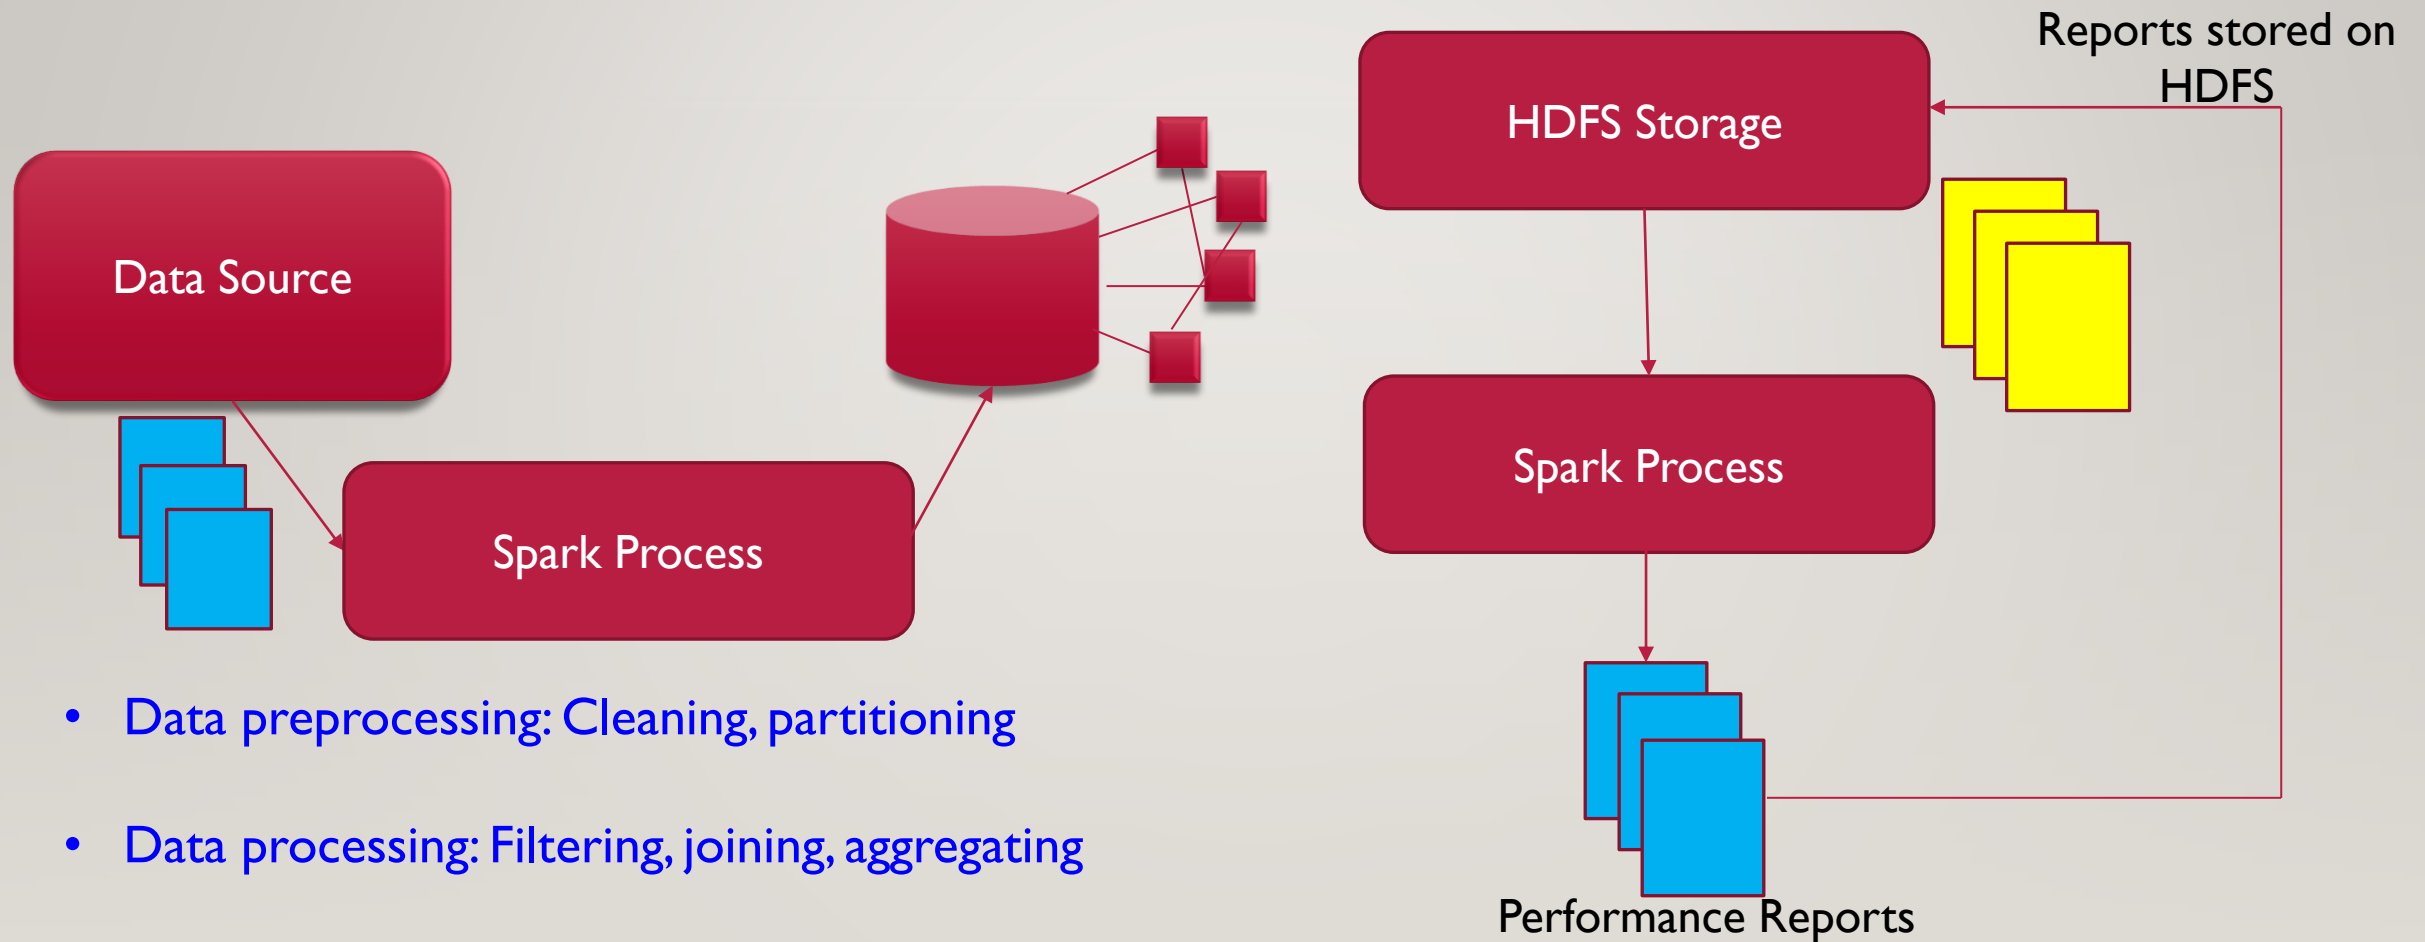 Data Source
Spark Process
• Data preprocessing: Cleaning, partitioning
• Data processing: Filtering, joining, aggregating
HDFS Storage
Reports stored on
HDFS
Spark Process
Performance Reports